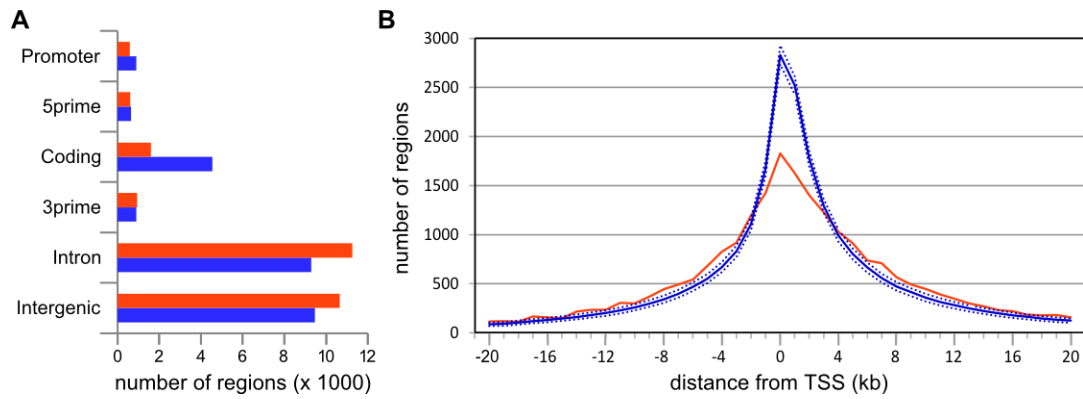 A
Promoter
5prime
Coding
3prime
Intron
Intergenic
0 2 4 6 8 10 12
number of regions (x 1000)
B
number of regions
3000
2500
2000
1500
1000
500
0
-20 -16 -12 -8 -4 0 4 8 12 16 20
distance from TSS (kb)